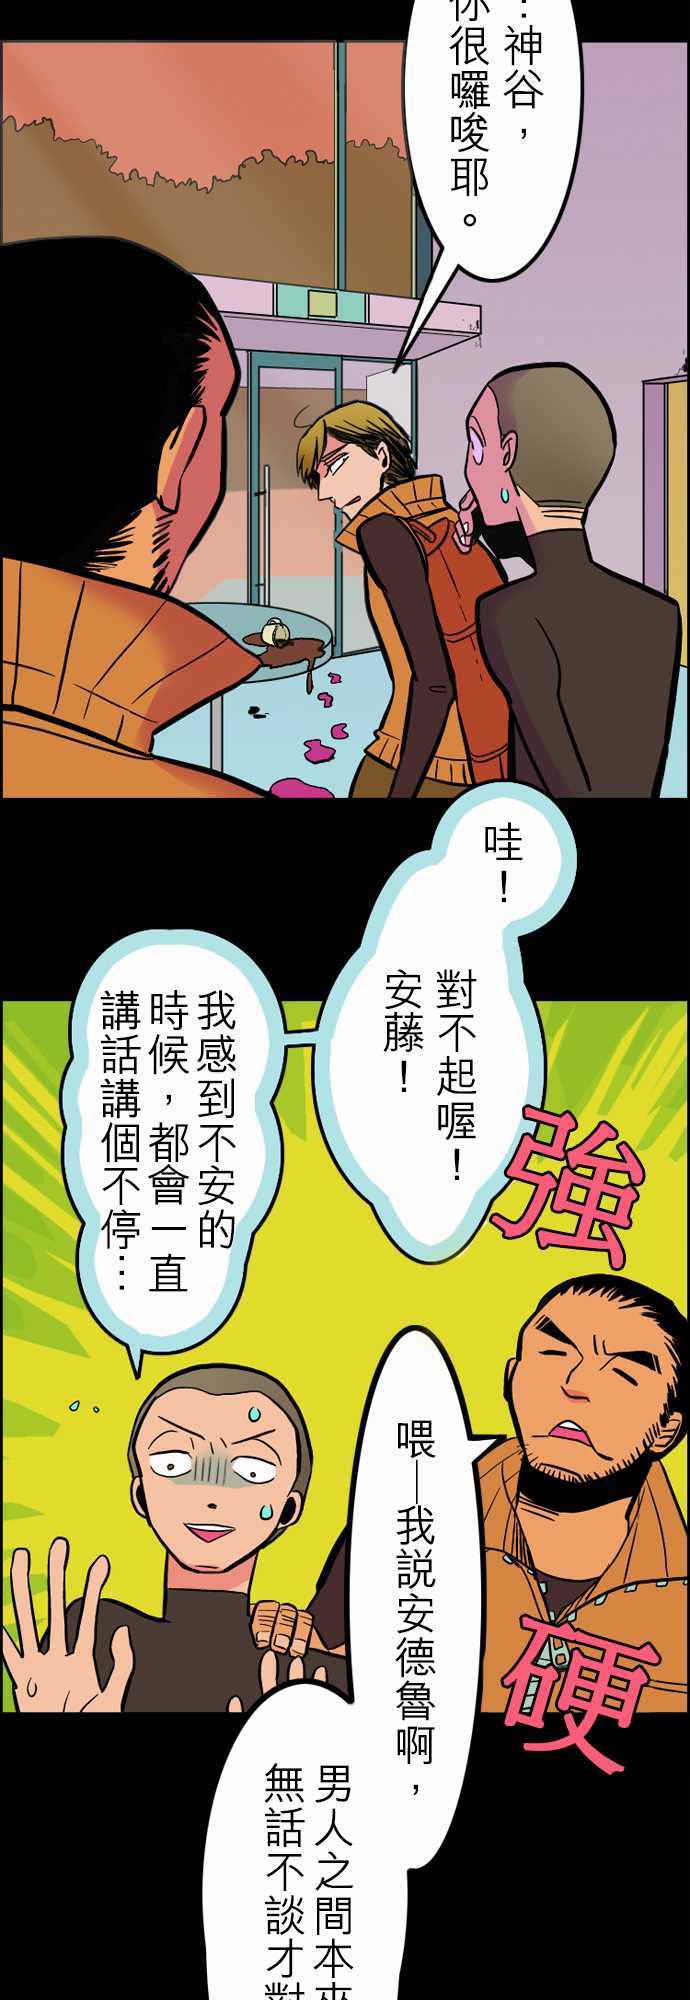 ⋮神谷，
你很囉唆耶。
哇！
對不起喔！
安藤！
我感到不安的
時候，都會一直
講話講個不停⋯
強
喂—我説安德魯啊，
硬
男人之間本來
無話不談才對